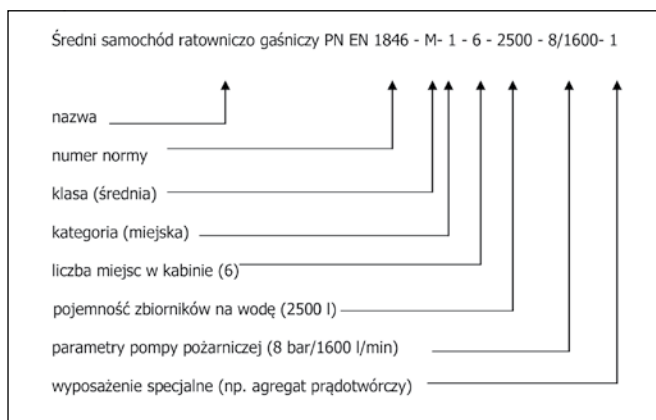 Średni samochód ratowniczo gaśniczy PN EN 1846 - M- 1 - 6 - 2500 - 8/1600- 1
nazwa
numer normy
klasa (średnia)
kategoria (miejska)
liczba miejsc w kabinie (6)
pojemność zbiorników na wodę (2500 l)
parametry pompy pożarniczej (8 bar/1600 l/min)
wyposażenie specjalne (np. agregat prądotwórczy)